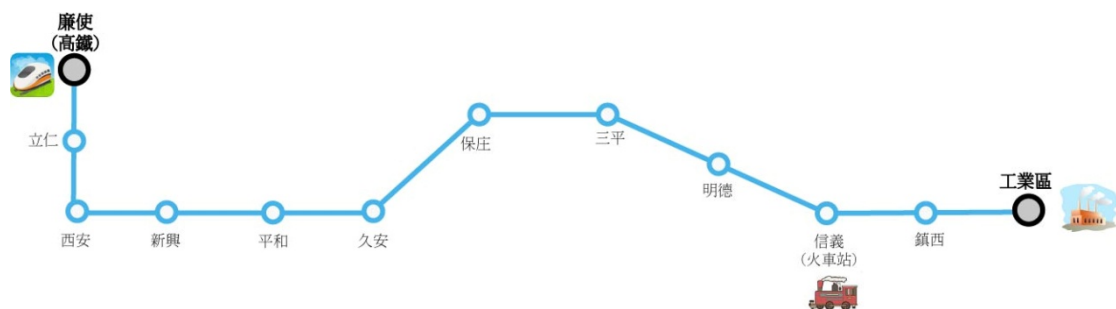 廉使
(高鐵)
立仁
西安
新興
平和
久安
保庄
三平
明德
信義
(火車站)
鎮西
工業區